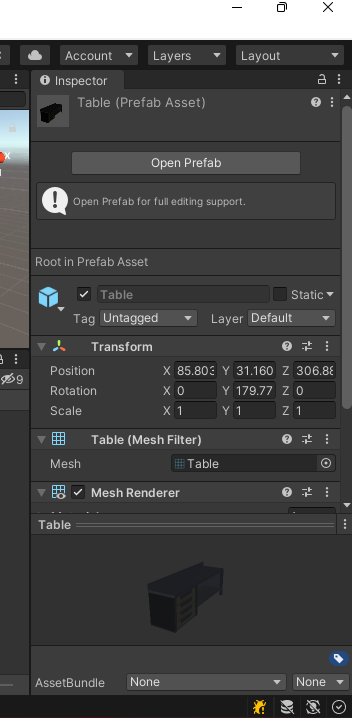 Account Layers Layout
Inspector
Table (Prefab Asset)
Open Prefab
Open Prefab for full editing support.
Root in Prefab Asset
Table Static
Tag Untagged Layer Default
Transform
Position X 85.803 Y 31.160 Z 306.88
Rotation X 0 Y 179.77 Z 0
Scale X 1 Y 1 Z 1
9
Table (Mesh Filter)
Mesh Table
Mesh Renderer
Table
AssetBundle None None